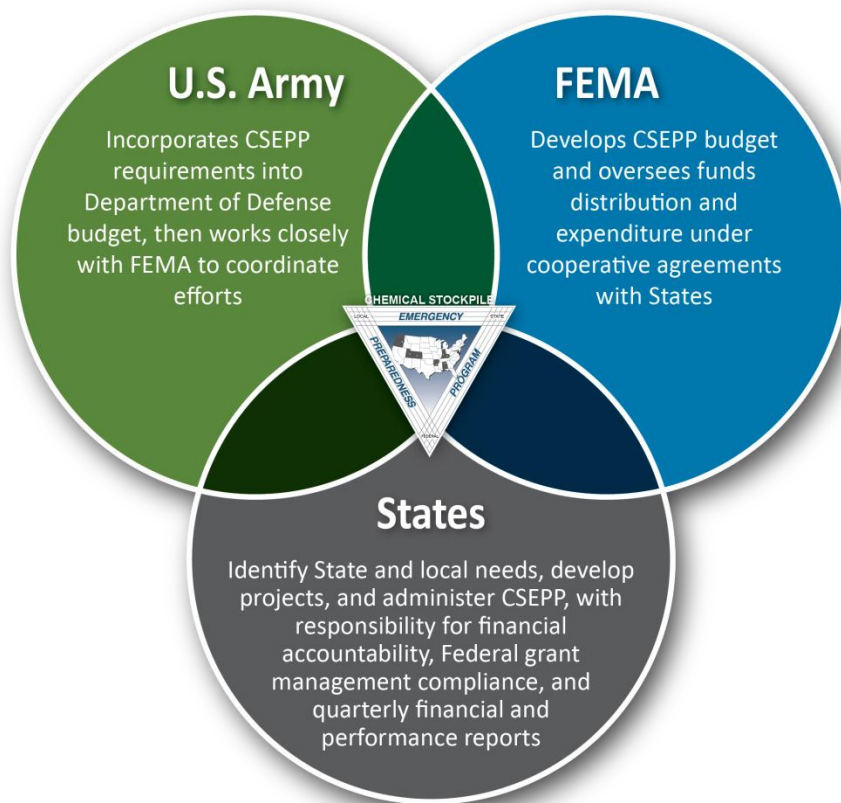 U.S. Army
Incorporates CSEPP
requirements into
Department of Defense
budget, then works closely
with FEMA to coordinate
efforts
FEMA
Develops CSEPP budget
and oversees funds
distribution and
expenditure under
cooperative agreements
with States
CHEMICAL STOCKPILE
EMERGENCY
LOCAL
STATE
PREPAREDNESS
PROGRAM
FEDERAL
States
Identify State and local needs, develop
projects, and administer CSEPP, with
responsibility for financial
accountability, Federal grant
management compliance, and
quarterly financial and
performance reports